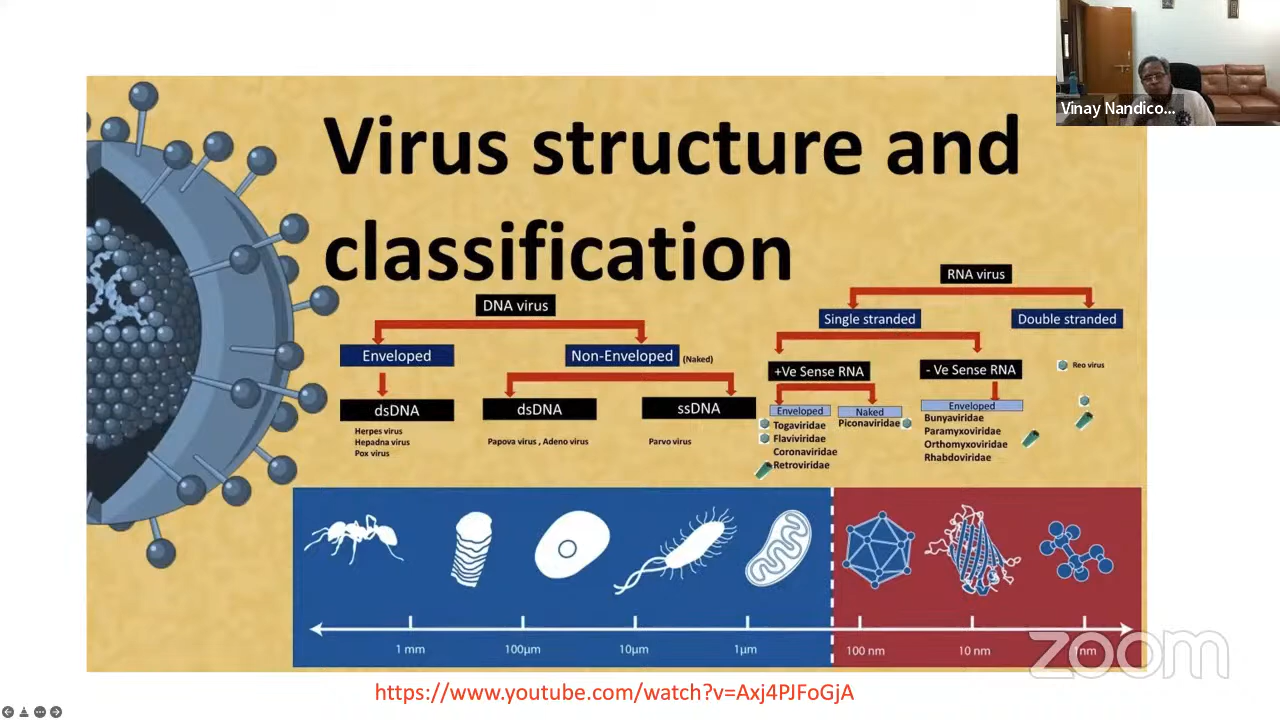 Vinay Nandico...
Virus structure and
classification
RNA virus
DNA virus
Single stranded
Double stranded
Enveloped
Non-Enveloped (Naked)
+Ve Sense RNA
- Ve Sense RNA
Reo virus
dsDNA
dsDNA
ssDNA
Enveloped
Naked
Enveloped
Herpes virus
Hepadna virus
Pox virus
Papova virus , Adeno virus
Parvo virus
Togaviridae
Flaviviridae
Coronaviridae
Retroviridae
Piconaviridae
Bunyaviridae
Paramyxoviridae
Orthomyxoviridae
Rhabdoviridae
1 mm
100µm
10µm
1µm
100 nm
10 nm
1nm
zoom
https://www.youtube.com/watch?v=Axj4PJFoGjA